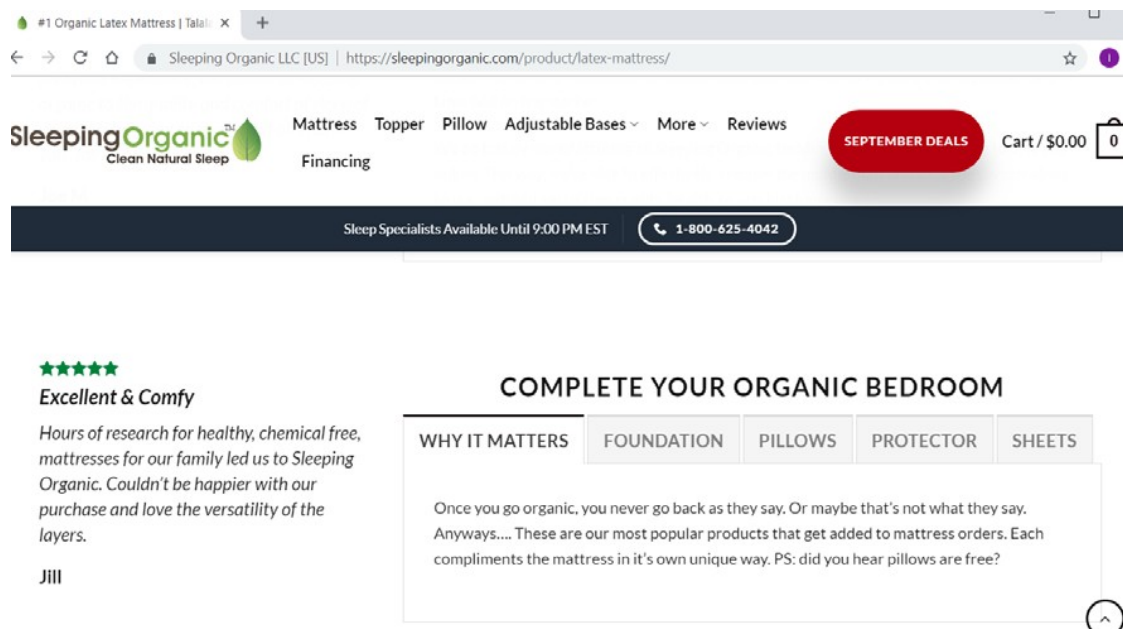 #1 Organic Latex Mattress | Talal
Sleeping Organic LLC [US] | https://sleepingorganic.com/product/latex-mattress/
SleepingOrganic™
Clean Natural Sleep
Mattress Topper Pillow Adjustable Bases More Reviews
Financing
SEPTEMBER DEALS
Cart / $0.00
0
Sleep Specialists Available Until 9:00 PM EST
1-800-625-4042
Excellent & Comfy
Hours of research for healthy, chemical free,
mattresses for our family led us to Sleeping
Organic. Couldn't be happier with our
purchase and love the versatility of the
layers.
Jill
COMPLETE YOUR ORGANIC BEDROOM
WHY IT MATTERS FOUNDATION PILLOWS PROTECTOR SHEETS
Once you go organic, you never go back as they say. Or maybe that's not what they say.
Anyways.... These are our most popular products that get added to mattress orders. Each
compliments the mattress in it's own unique way. PS: did you hear pillows are free?